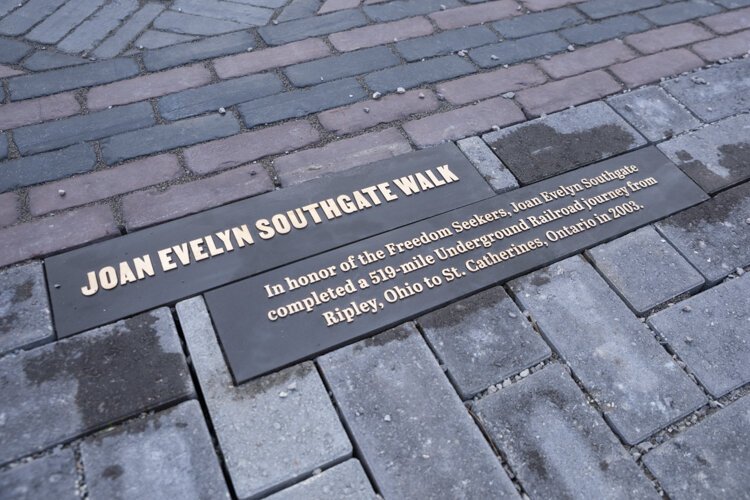 JOAN EVELYN SOUTHGATE WALK
In honor of the Freedom Seekers, Joan Evelyn Southgate
completed a 519-mile Underground Railroad journey from
Ripley, Ohio to St. Catherines, Ontario in 2003.